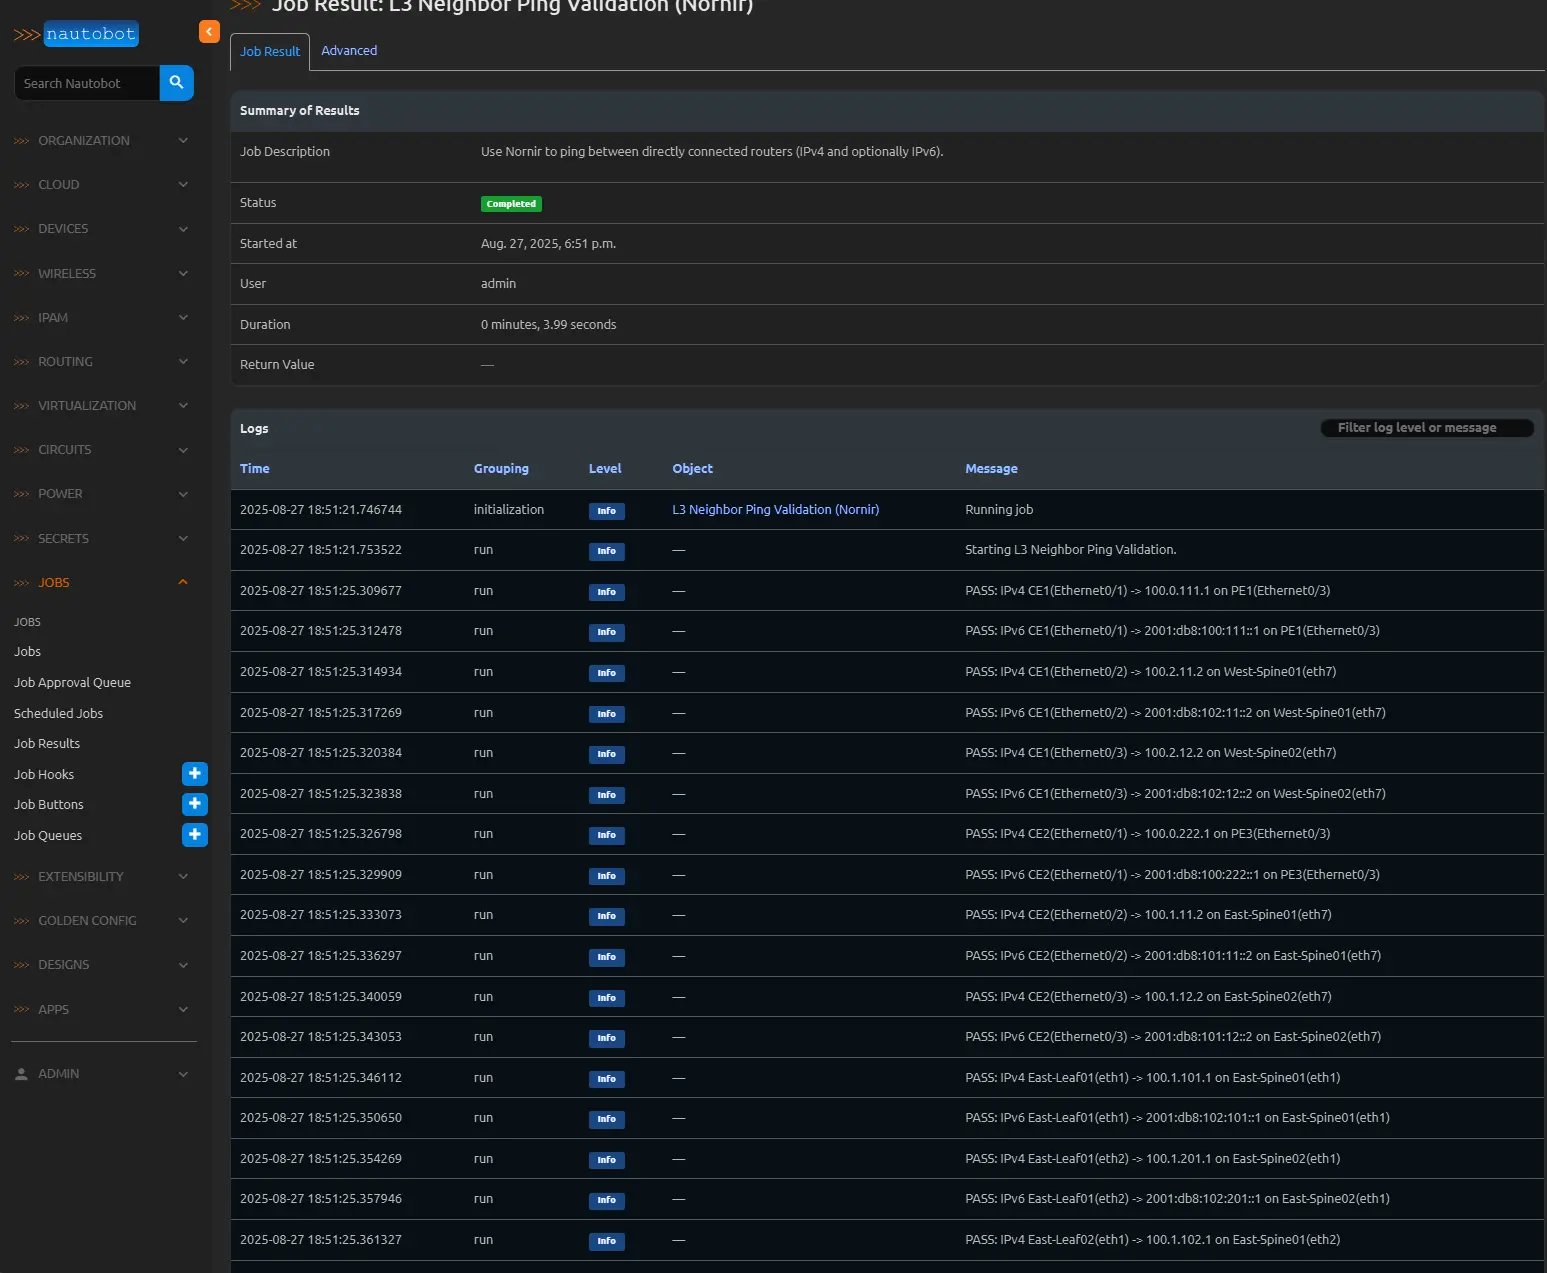 >>> Job Result: L3 Neighbor Ping Validation (Nornir)
>>> nautobot
Search Nautobot
>>> ORGANIZATION
>>> CLOUD
>>> DEVICES
>>> WIRELESS
>>> IPAM
>>> ROUTING
>>> VIRTUALIZATION
>>> CIRCUITS
>>> POWER
>>> SECRETS
>>> JOBS
JOBS
Jobs
Job Approval Queue
Scheduled Jobs
Job Results
Job Hooks
Job Buttons
Job Queues
>>> EXTENSIBILITY
>>> GOLDEN CONFIG
>>> DESIGNS
>>> APPS
ADMIN
Job Result Advanced
Summary of Results
Job Description Use Nornir to ping between directly connected routers (IPv4 and optionally IPv6).
Status Completed
Started at Aug. 27, 2025, 6:51 p.m.
User admin
Duration 0 minutes, 3.99 seconds
Return Value —
Logs Filter log level or message
Time Grouping Level Object Message
2025-08-27 18:51:21.746744 initialization Info L3 Neighbor Ping Validation (Nornir) Running job
2025-08-27 18:51:21.753522 run Info — Starting L3 Neighbor Ping Validation.
2025-08-27 18:51:25.309677 run Info — PASS: IPv4 CE1(Ethernet0/1) -> 100.0.111.1 on PE1(Ethernet0/3)
2025-08-27 18:51:25.312478 run Info — PASS: IPv6 CE1(Ethernet0/1) -> 2001:db8:100:111::1 on PE1(Ethernet0/3)
2025-08-27 18:51:25.314934 run Info — PASS: IPv4 CE1(Ethernet0/2) -> 100.2.11.2 on West-Spine01(eth7)
2025-08-27 18:51:25.317269 run Info — PASS: IPv6 CE1(Ethernet0/2) -> 2001:db8:102:11::2 on West-Spine01(eth7)
2025-08-27 18:51:25.320384 run Info — PASS: IPv4 CE1(Ethernet0/3) -> 100.2.12.2 on West-Spine02(eth7)
2025-08-27 18:51:25.323838 run Info — PASS: IPv6 CE1(Ethernet0/3) -> 2001:db8:102:12::2 on West-Spine02(eth7)
2025-08-27 18:51:25.326798 run Info — PASS: IPv4 CE2(Ethernet0/1) -> 100.0.222.1 on PE3(Ethernet0/3)
2025-08-27 18:51:25.329909 run Info — PASS: IPv6 CE2(Ethernet0/1) -> 2001:db8:100:222::1 on PE3(Ethernet0/3)
2025-08-27 18:51:25.333073 run Info — PASS: IPv4 CE2(Ethernet0/2) -> 100.1.11.2 on East-Spine01(eth7)
2025-08-27 18:51:25.336297 run Info — PASS: IPv6 CE2(Ethernet0/2) -> 2001:db8:101:11::2 on East-Spine01(eth7)
2025-08-27 18:51:25.340059 run Info — PASS: IPv4 CE2(Ethernet0/3) -> 100.1.12.2 on East-Spine02(eth7)
2025-08-27 18:51:25.343053 run Info — PASS: IPv6 CE2(Ethernet0/3) -> 2001:db8:101:12::2 on East-Spine02(eth7)
2025-08-27 18:51:25.346112 run Info — PASS: IPv4 East-Leaf01(eth1) -> 100.1.101.1 on East-Spine01(eth1)
2025-08-27 18:51:25.350650 run Info — PASS: IPv6 East-Leaf01(eth1) -> 2001:db8:102:101::1 on East-Spine01(eth1)
2025-08-27 18:51:25.354269 run Info — PASS: IPv4 East-Leaf01(eth2) -> 100.1.201.1 on East-Spine02(eth1)
2025-08-27 18:51:25.357946 run Info — PASS: IPv6 East-Leaf01(eth2) -> 2001:db8:102:201::1 on East-Spine02(eth1)
2025-08-27 18:51:25.361327 run Info — PASS: IPv4 East-Leaf02(eth1) -> 100.1.102.1 on East-Spine01(eth2)